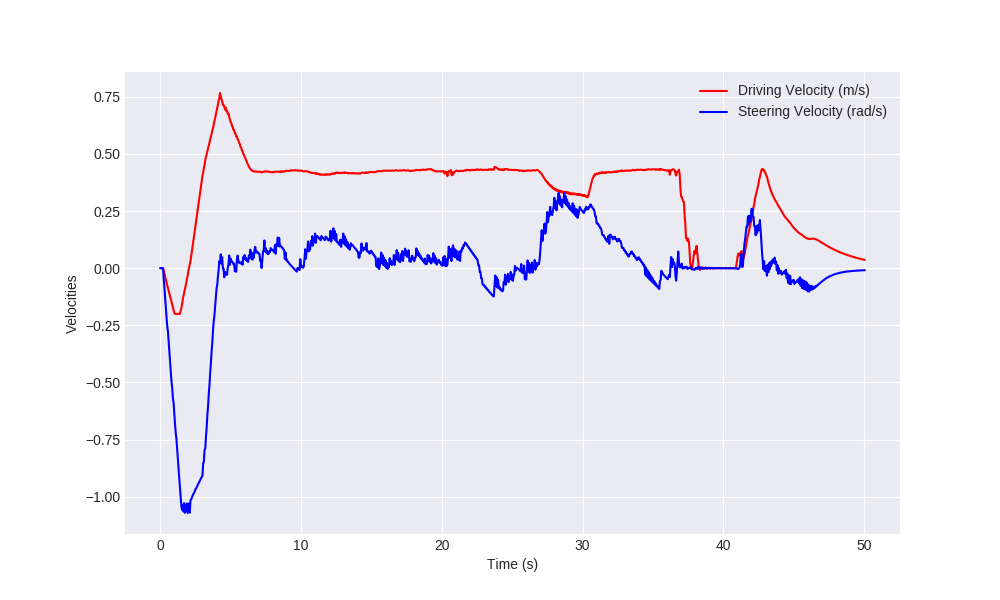 Driving Velocity (m/s)
Steering Velocity (rad/s)
0.75
0.50
0.25
0.00
−0.25
−0.50
−0.75
−1.00
Velocities
0 10 20 30 40 50
Time (s)